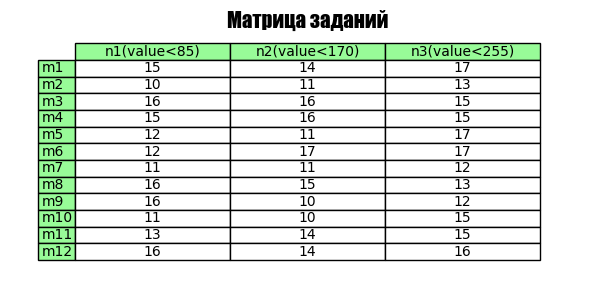 Матрица заданий
n1(value<85) n2(value<170) n3(value<255)
m1 15 14 17
m2 10 11 13
m3 16 16 15
m4 15 16 15
m5 12 11 17
m6 12 17 17
m7 11 11 12
m8 16 15 13
m9 16 10 12
m10 11 10 15
m11 13 14 15
m12 16 14 16